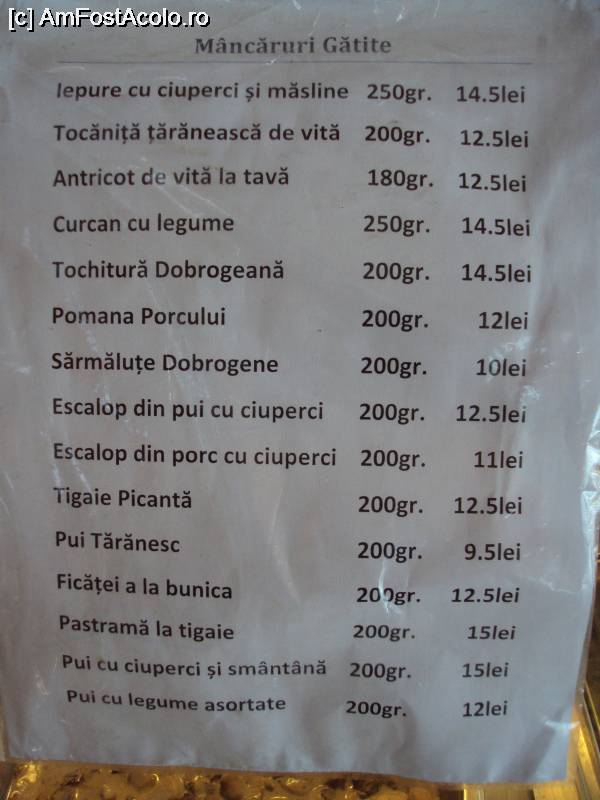 [c] AmFostAcolo.ro
Mâncăruri Gătite
Iepure cu ciuperci și măsline 250gr. 14.5lei
Tocăniță țărănească de vită 200gr. 12.5lei
Antricot de vită la tavă 180gr. 12.5lei
Curcan cu legume 250gr. 14.5lei
Tochitură Dobrogeană 200gr. 14.5lei
Pomana Porcului 200gr. 12lei
Sărmăluțe Dobrogene 200gr. 10lei
Escalop din pui cu ciuperci 200gr. 12.5lei
Escalop din porc cu ciuperci 200gr. 11lei
Tigaie Picantă 200gr. 12.5lei
Pui Tărănesc 200gr. 9.5lei
Ficăței a la bunica 200gr. 12.5lei
Pastramă la tigaie 200gr. 15lei
Pui cu ciuperci și smântână 200gr. 15lei
Pui cu legume asortate 200gr. 12lei